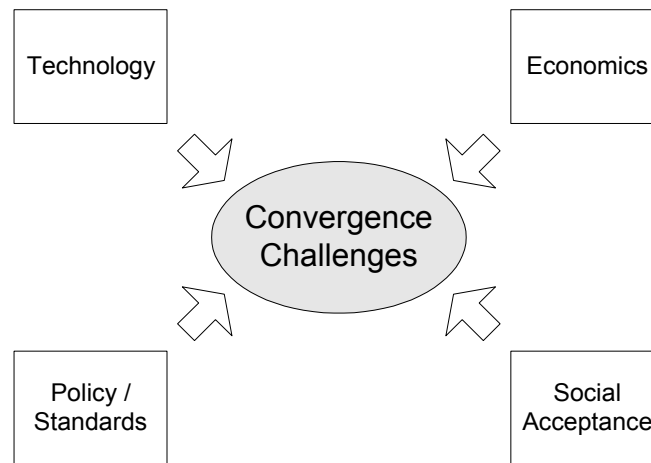 Technology
Economics
Convergence
Challenges
Policy /
Standards
Social
Acceptance